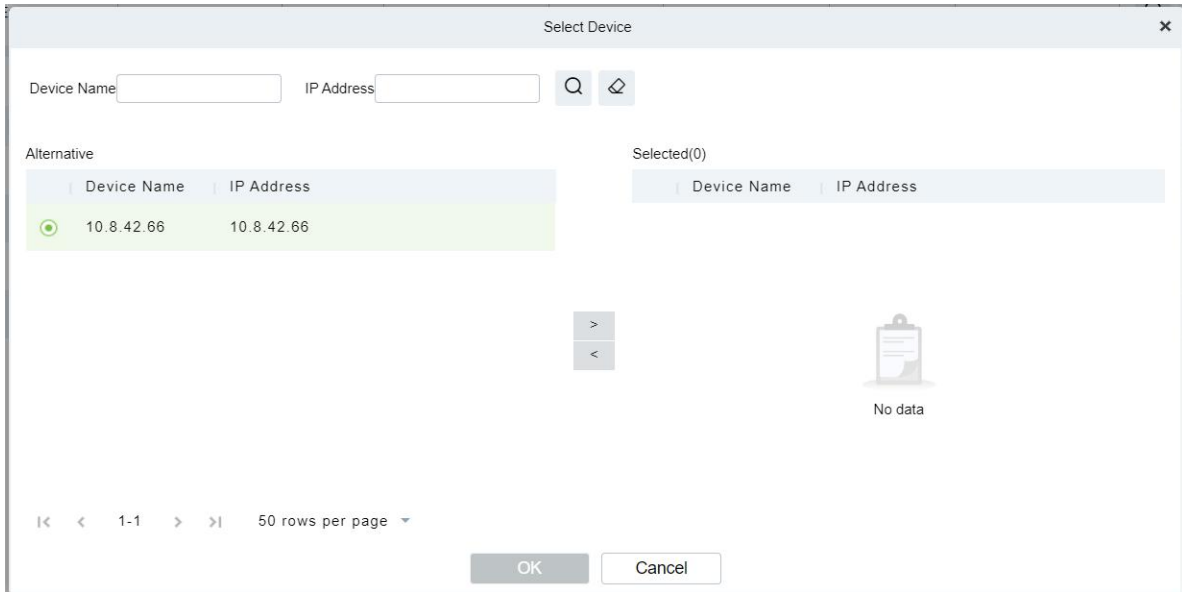 Select Device
Device Name IP Address
Alternative Selected(0)
Device Name IP Address Device Name IP Address
10.8.42.66 10.8.42.66
>
<
No data
1-1 50 rows per page
OK Cancel